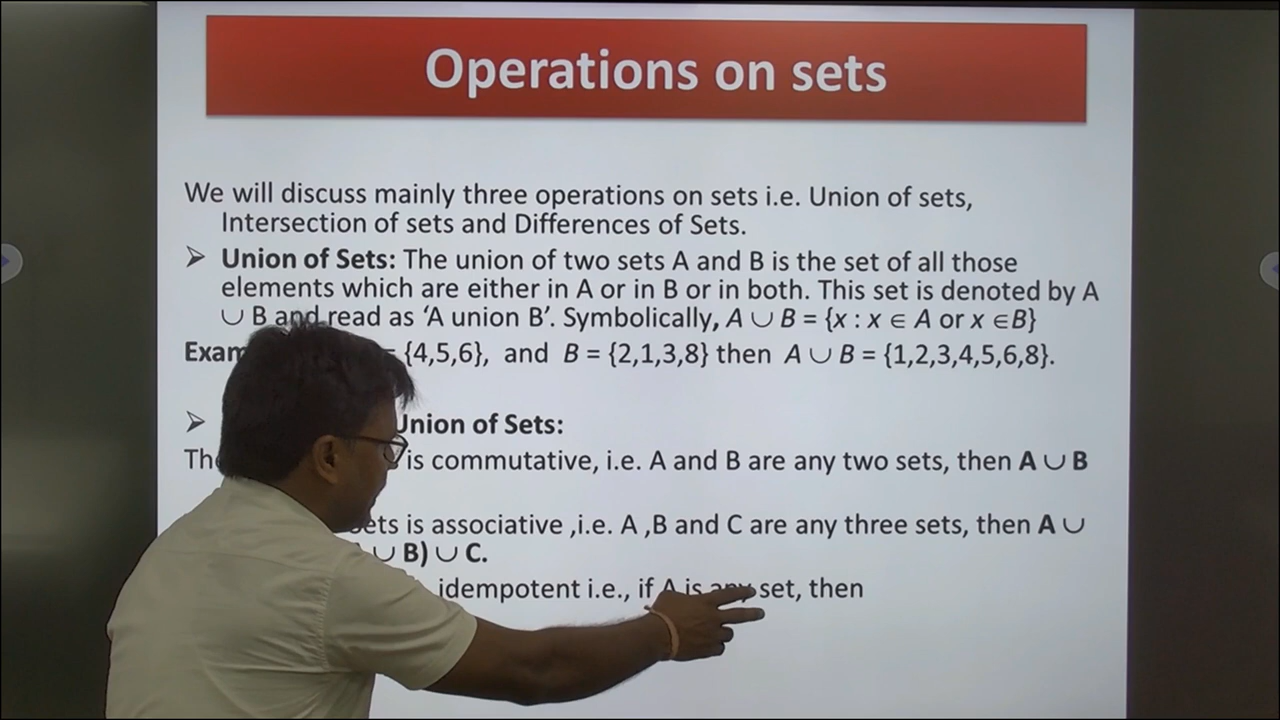 Operations on sets
We will discuss mainly three operations on sets i.e. Union of sets,
Intersection of sets and Differences of Sets.
➢ Union of Sets: The union of two sets A and B is the set of all those
elements which are either in A or in B or in both. This set is denoted by A
∪ B and read as ‘A union B’. Symbolically, A ∪ B = {x : x ∈ A or x ∈B}
= {4,5,6}, and B = {2,1,3,8} then A ∪ B = {1,2,3,4,5,6,8}.
➢ Union of Sets:
is commutative, i.e. A and B are any two sets, then A ∪ B
is associative ,i.e. A ,B and C are any three sets, then A ∪
∪ B) ∪ C.
idempotent i.e., if A is any set, then